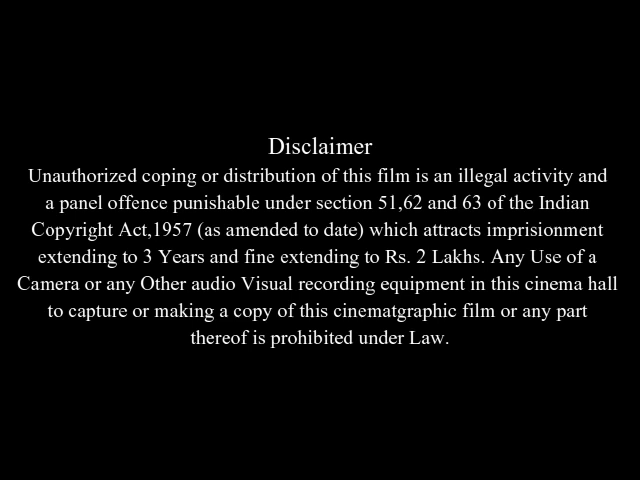 Disclaimer
Unauthorized coping or distribution of this film is an illegal activity and
a panel offence punishable under section 51,62 and 63 of the Indian
Copyright Act,1957 (as amended to date) which attracts imprisionment
extending to 3 Years and fine extending to Rs. 2 Lakhs. Any Use of a
Camera or any Other audio Visual recording equipment in this cinema hall
to capture or making a copy of this cinematgraphic film or any part
thereof is prohibited under Law.